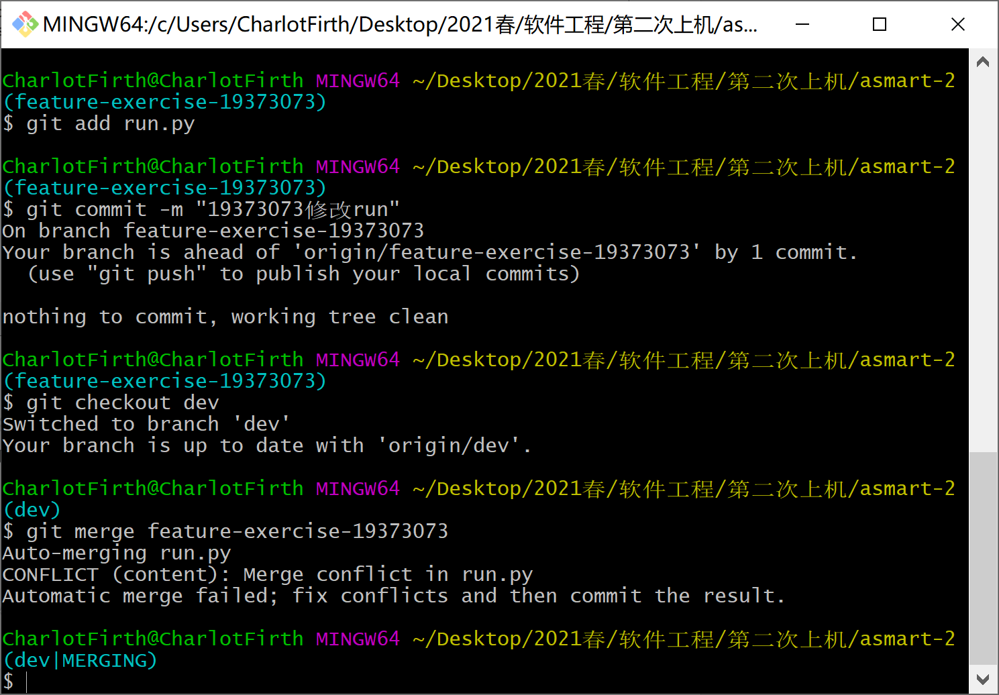 MINGW64:/c/Users/CharlotFirth/Desktop/2021春/软件工程/第二次上机/as...
CharlotFirth@CharlotFirth MINGW64 ~/Desktop/2021春/软件工程/第二次上机/asmart-2
(feature-exercise-19373073)
$ git add run.py
CharlotFirth@CharlotFirth MINGW64 ~/Desktop/2021春/软件工程/第二次上机/asmart-2
(feature-exercise-19373073)
$ git commit -m "19373073修改run"
On branch feature-exercise-19373073
Your branch is ahead of 'origin/feature-exercise-19373073' by 1 commit.
  (use "git push" to publish your local commits)
nothing to commit, working tree clean
CharlotFirth@CharlotFirth MINGW64 ~/Desktop/2021春/软件工程/第二次上机/asmart-2
(feature-exercise-19373073)
$ git checkout dev
Switched to branch 'dev'
Your branch is up to date with 'origin/dev'.
CharlotFirth@CharlotFirth MINGW64 ~/Desktop/2021春/软件工程/第二次上机/asmart-2
(dev)
$ git merge feature-exercise-19373073
Auto-merging run.py
CONFLICT (content): Merge conflict in run.py
Automatic merge failed; fix conflicts and then commit the result.
CharlotFirth@CharlotFirth MINGW64 ~/Desktop/2021春/软件工程/第二次上机/asmart-2
(dev|MERGING)
$